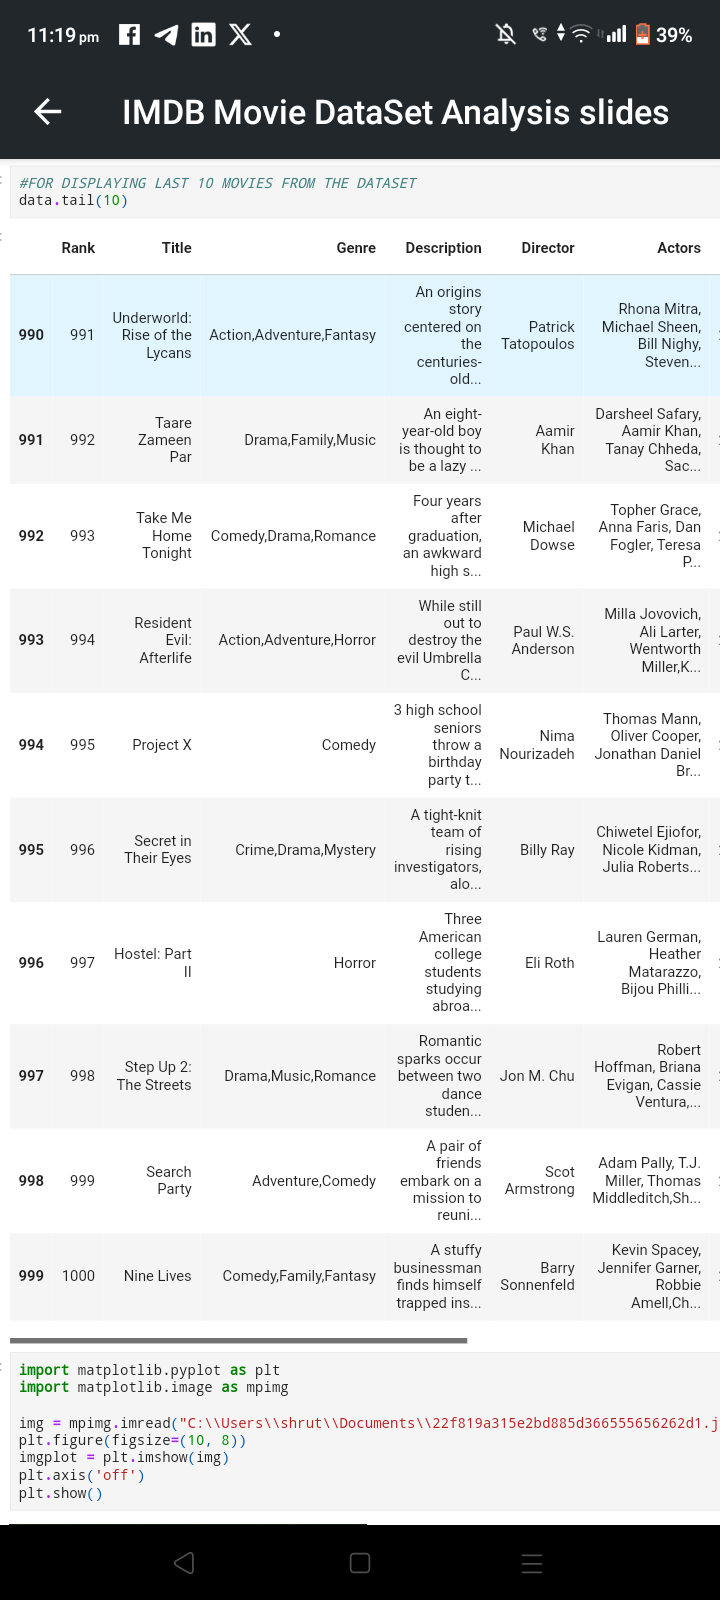 11:19 pm 39%
IMDB Movie DataSet Analysis slides
#FOR DISPLAYING LAST 10 MOVIES FROM THE DATASET
data.tail(10)
Rank Title Genre Description Director Actors
990 991 Underworld: Rise of the Lycans Action,Adventure,Fantasy An origins story centered on the centuries-old... Patrick Tatopoulos Rhona Mitra, Michael Sheen, Bill Nighy, Steven...
991 992 Taare Zameen Par Drama,Family,Music An eight-year-old boy is thought to be a lazy ... Aamir Khan Darsheel Safary, Aamir Khan, Tanay Chheda, Sac...
992 993 Take Me Home Tonight Comedy,Drama,Romance Four years after graduation, an awkward high s... Michael Dowse Topher Grace, Anna Faris, Dan Fogler, Teresa P...
993 994 Resident Evil: Afterlife Action,Adventure,Horror While still out to destroy the evil Umbrella C... Paul W.S. Anderson Milla Jovovich, Ali Larter, Wentworth Miller,K...
994 995 Project X Comedy 3 high school seniors throw a birthday party t... Nima Nourizadeh Thomas Mann, Oliver Cooper, Jonathan Daniel Br...
995 996 Secret in Their Eyes Crime,Drama,Mystery A tight-knit team of rising investigators, alo... Billy Ray Chiwetel Ejiofor, Nicole Kidman, Julia Roberts...
996 997 Hostel: Part II Horror Three American college students studying abroa... Eli Roth Lauren German, Heather Matarazzo, Bijou Philli...
997 998 Step Up 2: The Streets Drama,Music,Romance Romantic sparks occur between two dance studen... Jon M. Chu Robert Hoffman, Briana Evigan, Cassie Ventura,...
998 999 Search Party Adventure,Comedy A pair of friends embark on a mission to reuni... Scot Armstrong Adam Pally, T.J. Miller, Thomas Middleditch,Sh...
999 1000 Nine Lives Comedy,Family,Fantasy A stuffy businessman finds himself trapped ins... Barry Sonnenfeld Kevin Spacey, Jennifer Garner, Robbie Amell,Ch...
import matplotlib.pyplot as plt
import matplotlib.image as mpimg
img = mpimg.imread("C:\\Users\\shrut\\Documents\\22f819a315e2bd885d366555656262d1.j
plt.figure(figsize=(10, 8))
imgplot = plt.imshow(img)
plt.axis('off')
plt.show()